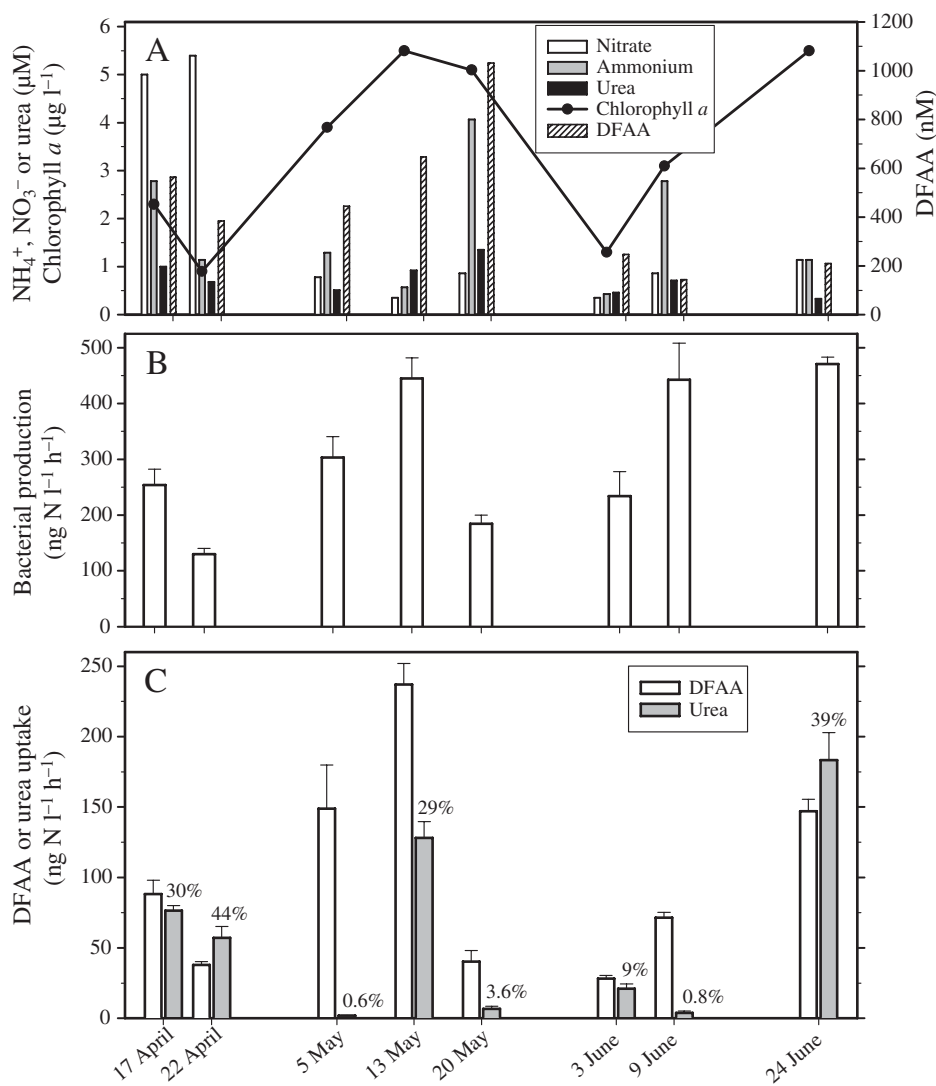 A
NH₄⁺, NO₃⁻ or urea (µM)
Chlorophyll a (µg l⁻¹)
6
5
4
3
2
1
0
Nitrate
Ammonium
Urea
Chlorophyll a
DFAA
1200
1000
800
600
400
200
0
DFAA (nM)
B
Bacterial production
(ng N l⁻¹ h⁻¹)
500
400
300
200
100
0
C
DFAA or urea uptake
(ng N l⁻¹ h⁻¹)
250
200
150
100
50
0
DFAA
Urea
30%
44%
0.6%
29%
3.6%
9%
0.8%
39%
17 April
22 April
5 May
13 May
20 May
3 June
9 June
24 June